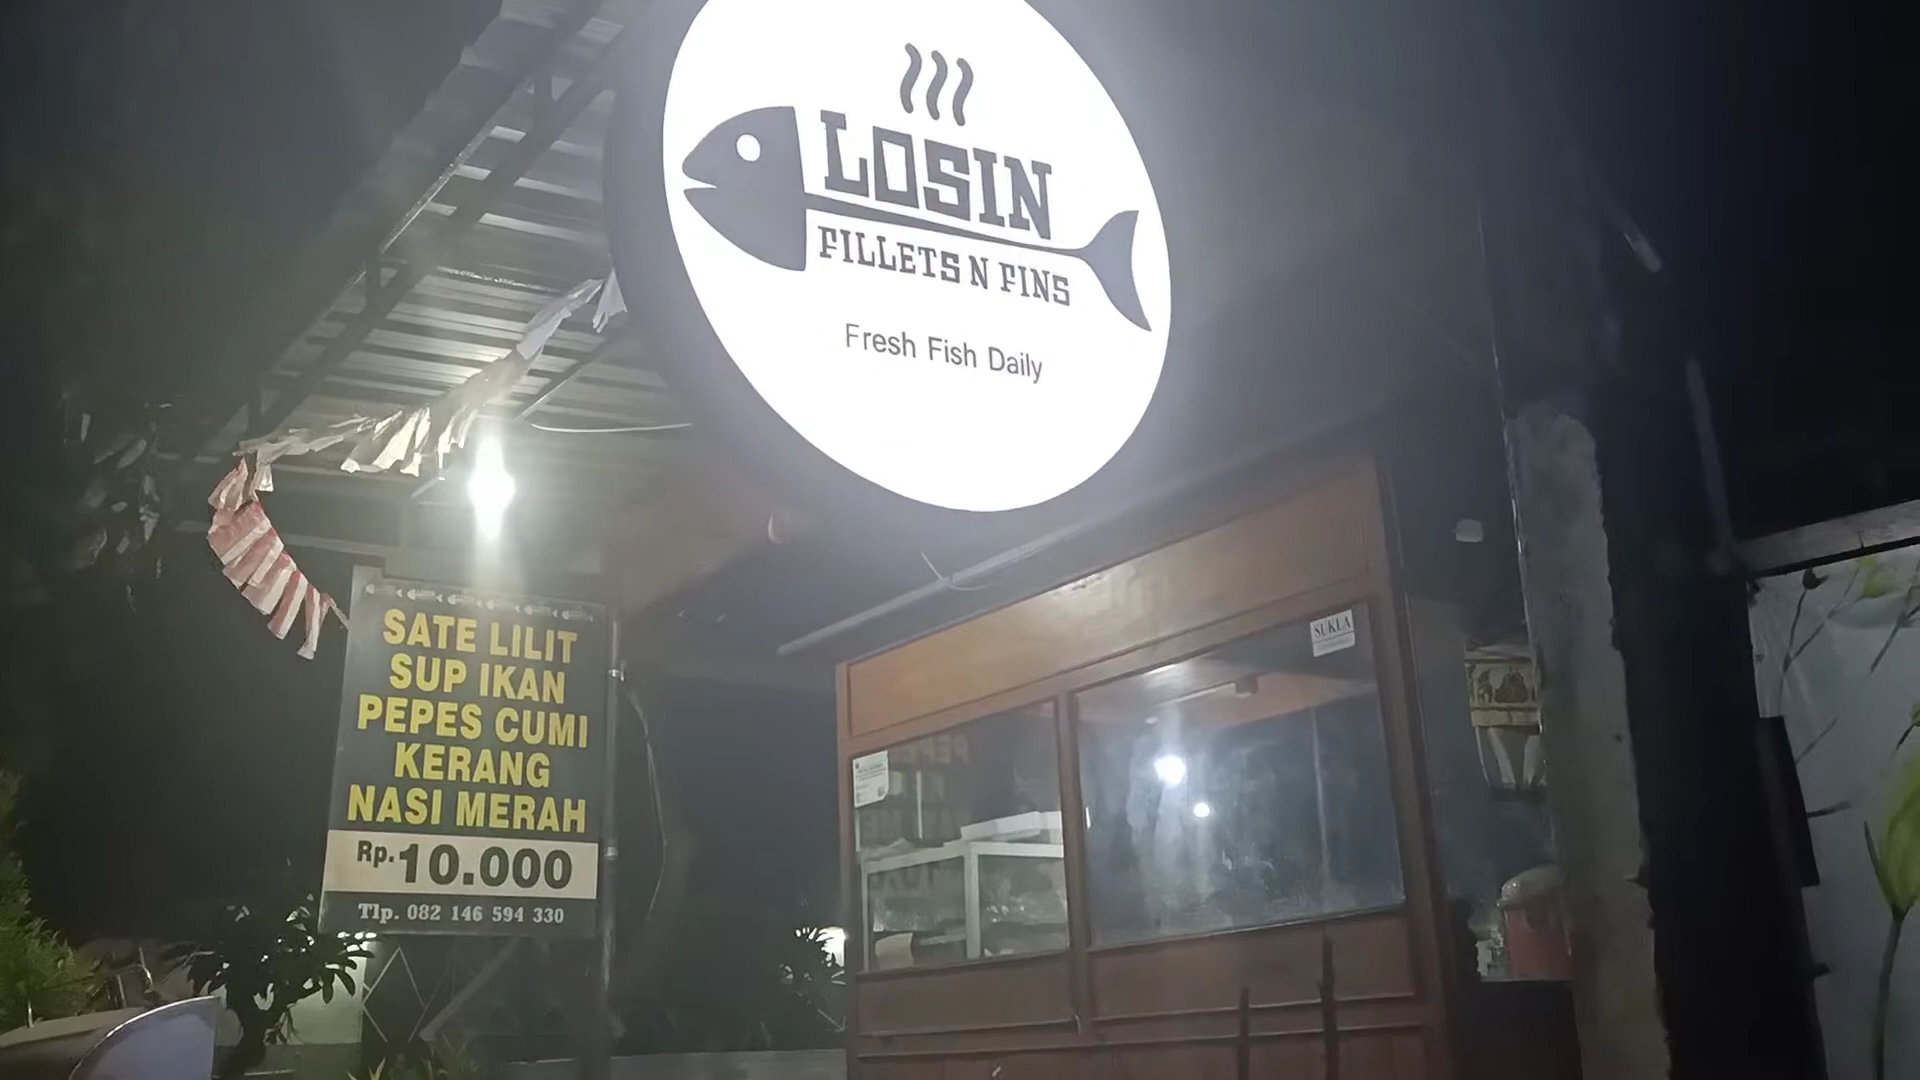 LOSIN
FILLETS N FINS
Fresh Fish Daily
SATE LILIT
SUP IKAN
PEPES CUMI
KERANG
NASI MERAH
Rp.10.000
Tlp. 082 146 594 330
SUKLA